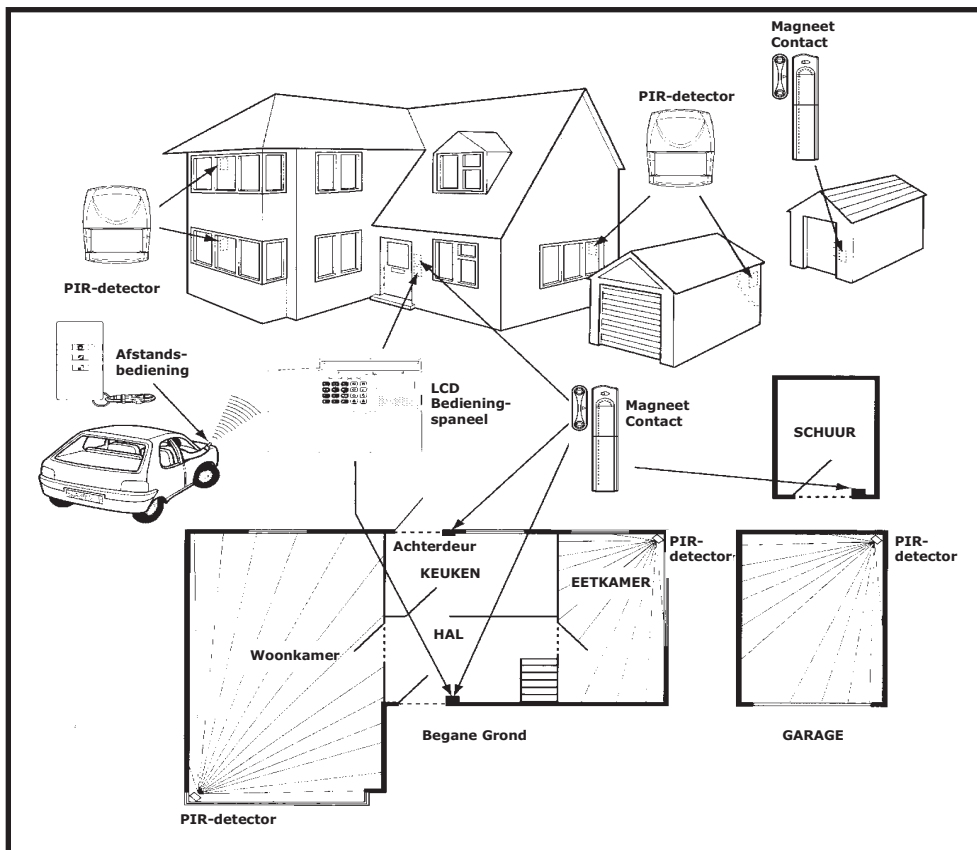 Magneet
Contact
PIR-detector
PIR-detector
Afstands-
bediening
LCD
Bediening-
spaneel
Magneet
Contact
SCHUUR
Achterdeur
PIR-
detector
PIR-
detector
KEUKEN
EETKAMER
HAL
Woonkamer
Begane Grond
GARAGE
PIR-detector